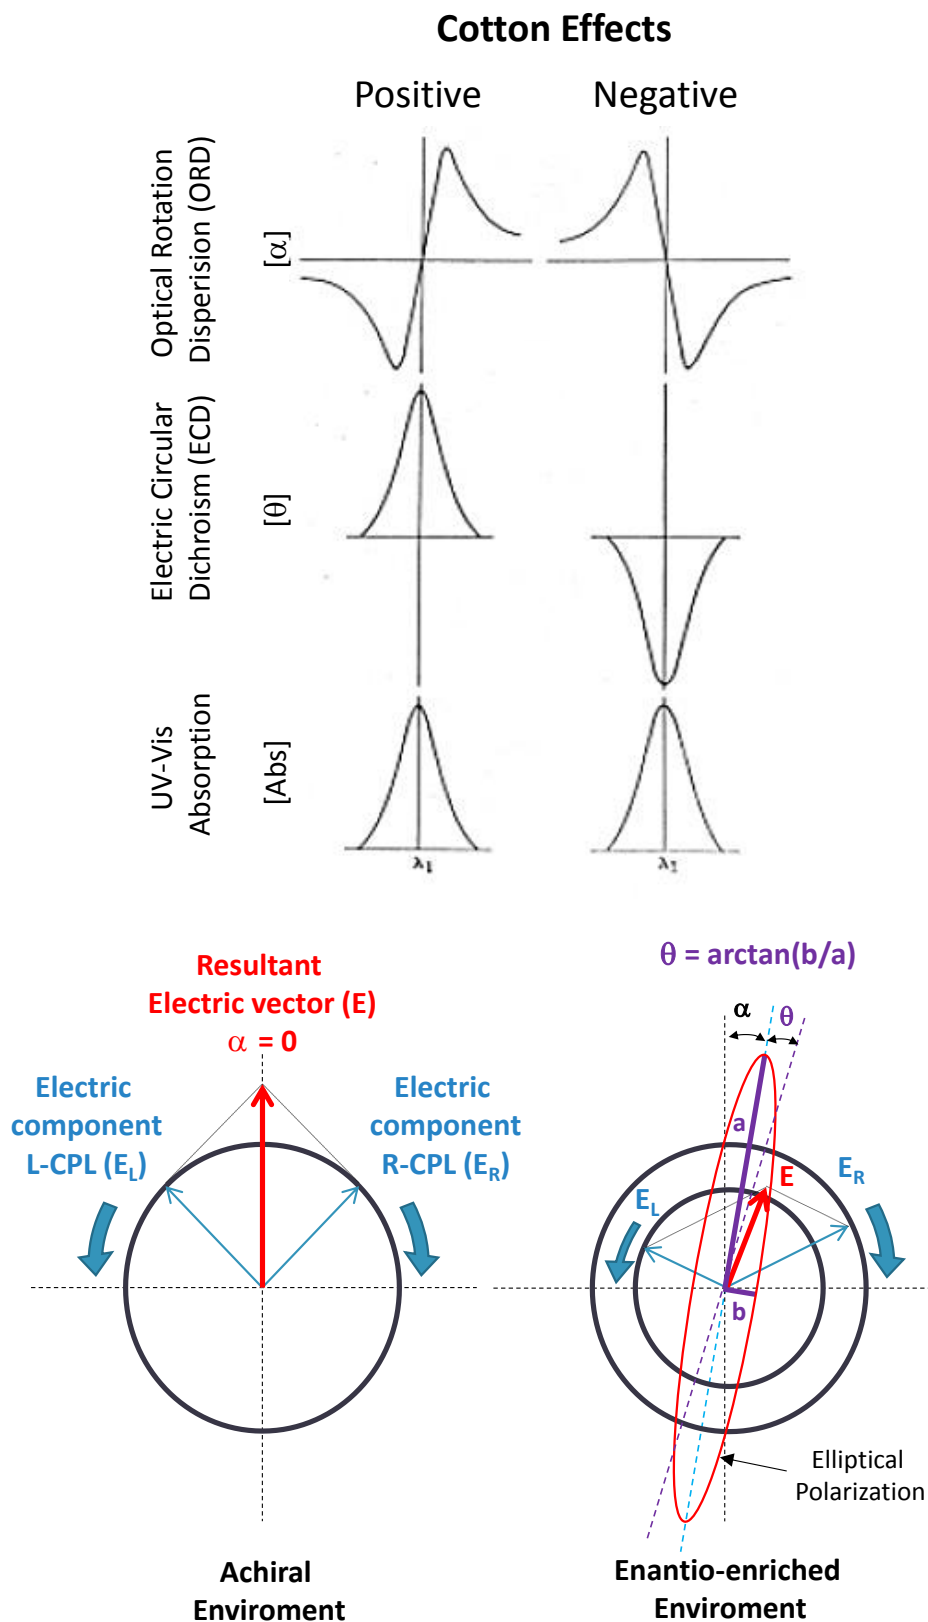 Cotton Effects
Positive
Negative
Optical Rotation
Disperision (ORD)
[α]
Electric Circular
Dichroism (ECD)
[θ]
UV-Vis
Absorption
[Abs]
λ1
λ1
Resultant
Electric vector (E)
α = 0
Electric
component
L-CPL (EL)
Electric
component
R-CPL (ER)
Achiral
Enviroment
θ = arctan(b/a)
α
θ
a
E
EL
ER
b
Elliptical
Polarization
Enantio-enriched
Enviroment